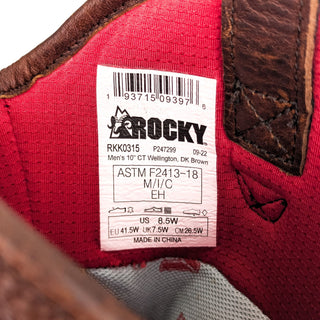 1 93715 09397 6
ROCKY
RKK0315 P247299 09-22
Men's 10" CT Wellington, DK Brown
ASTM F2413-18
M/I/C
EH
US 8.5W
EU 41.5W UK 7.5W CM 26.5W
MADE IN CHINA